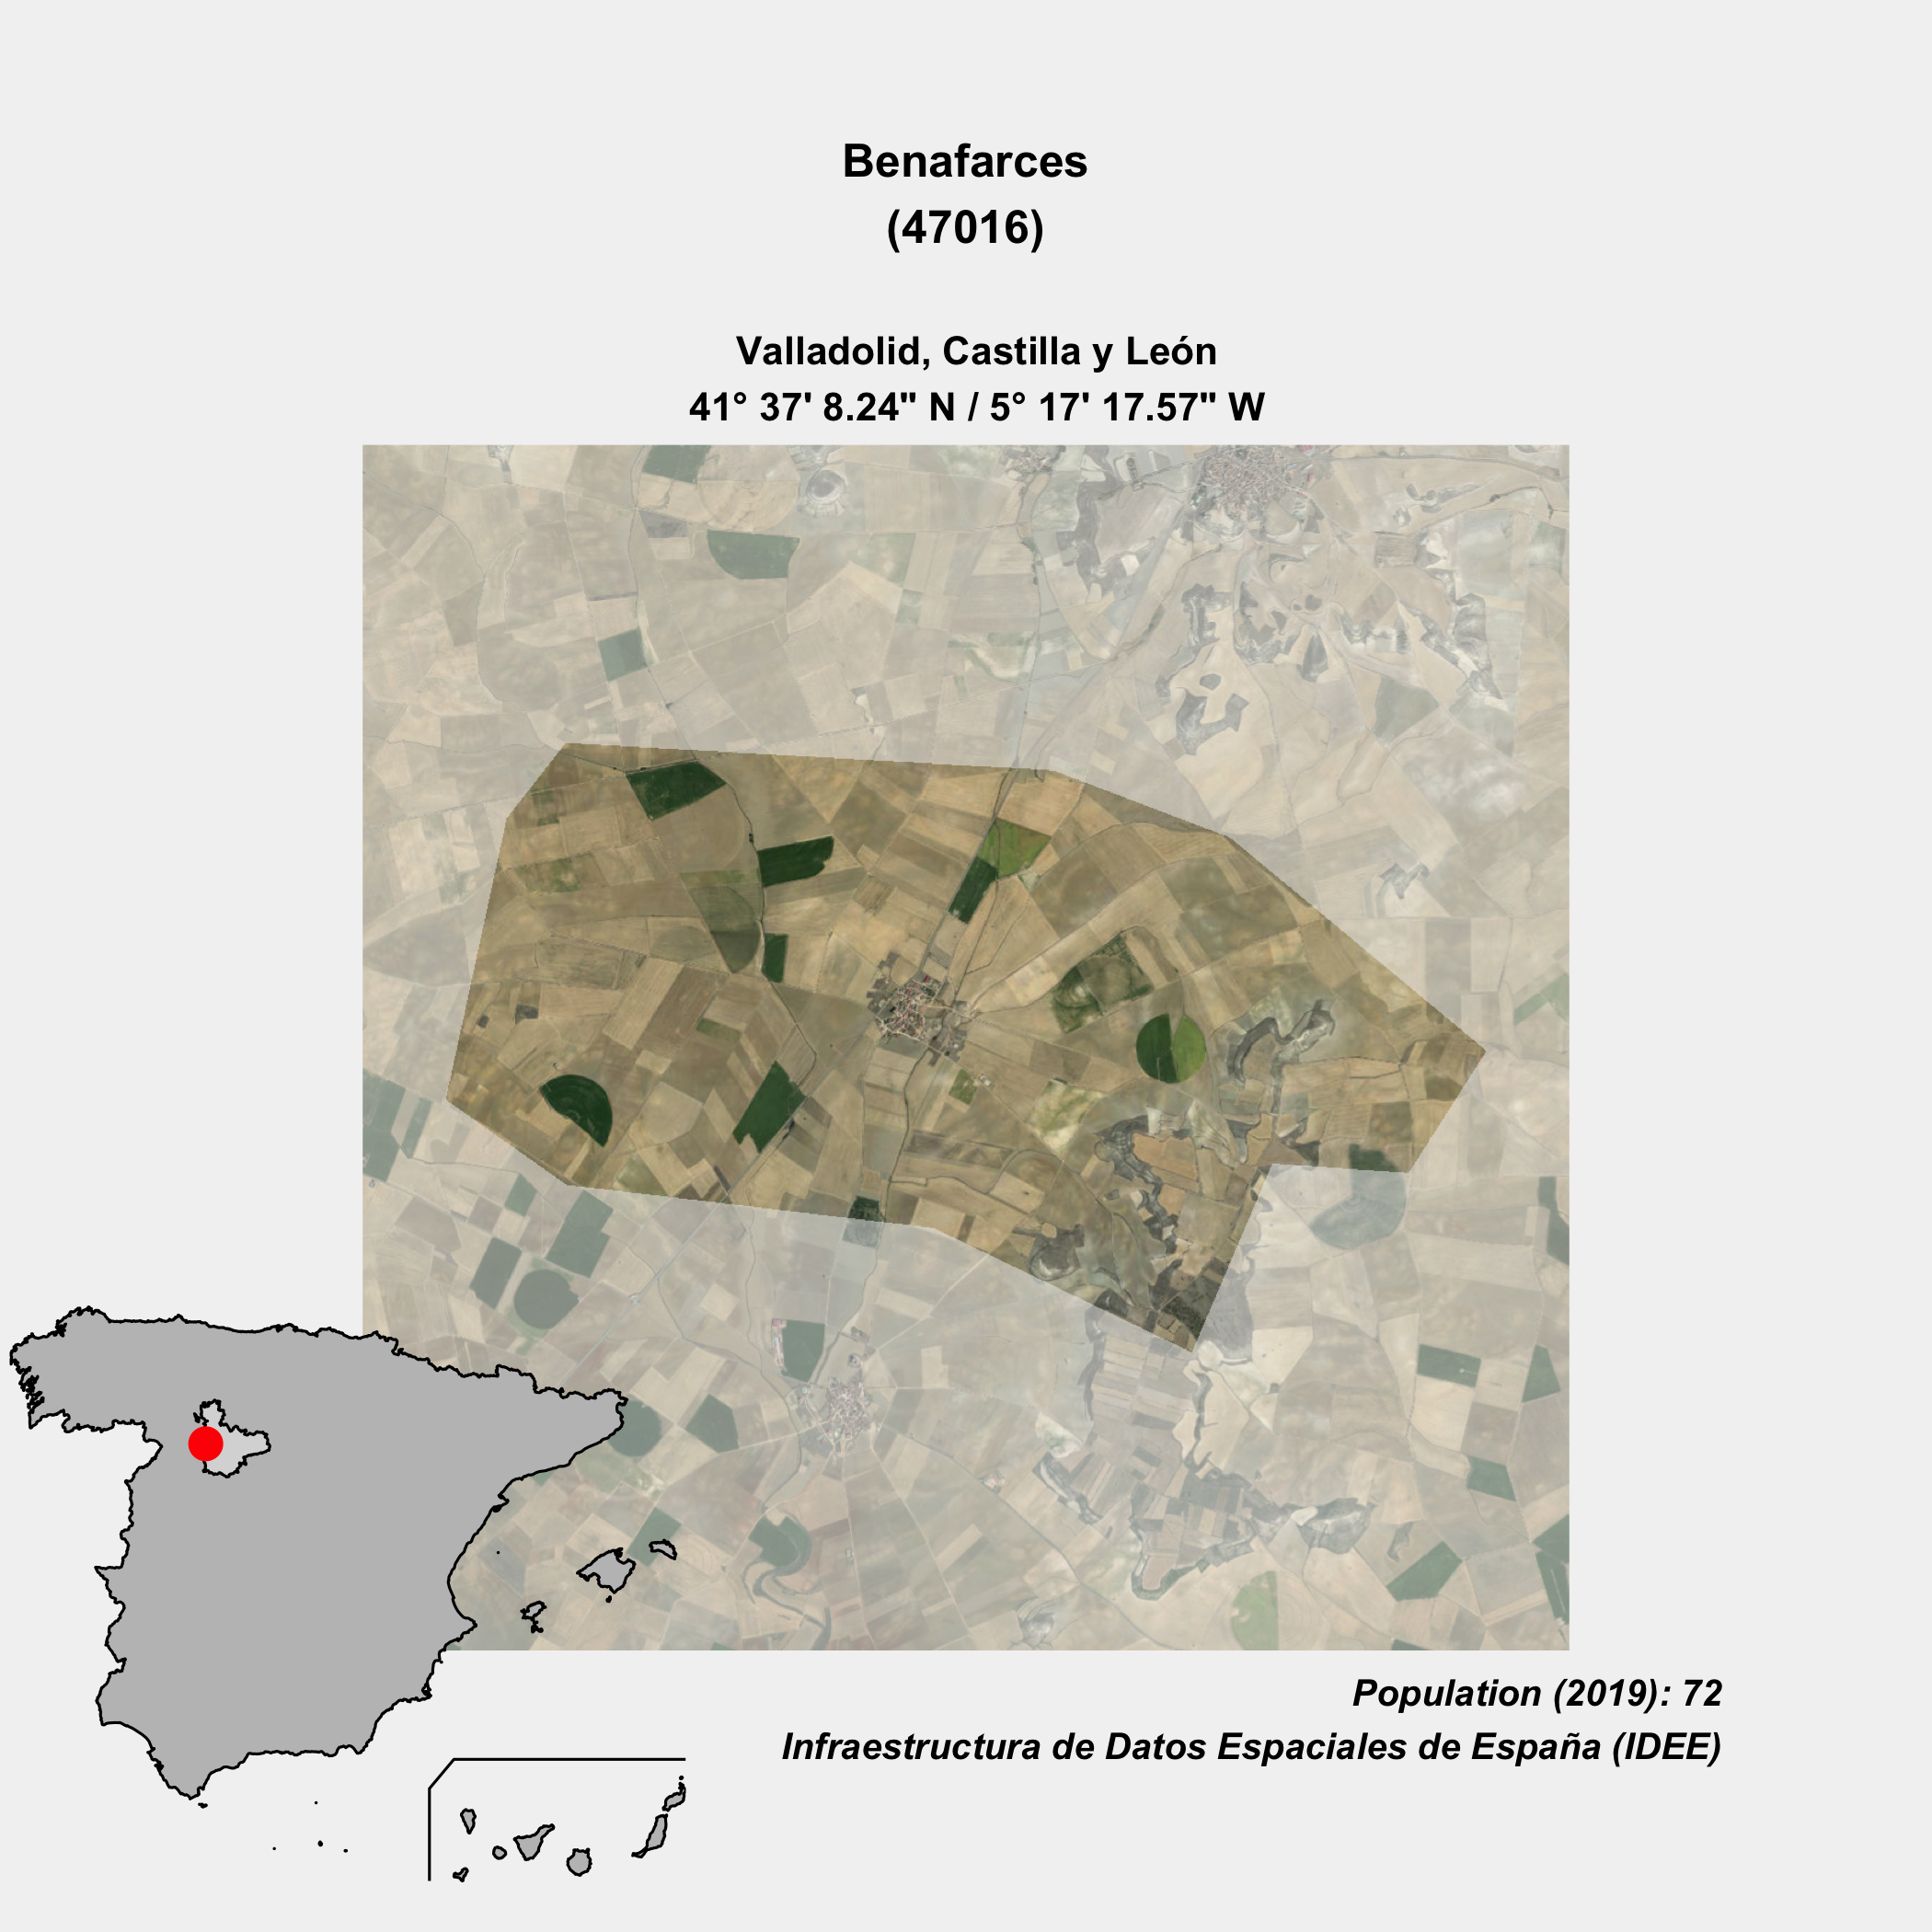 Benafarces
(47016)
Valladolid, Castilla y León
41° 37' 8.24" N / 5° 17' 17.57" W
Population (2019): 72
Infraestructura de Datos Espaciales de España (IDEE)